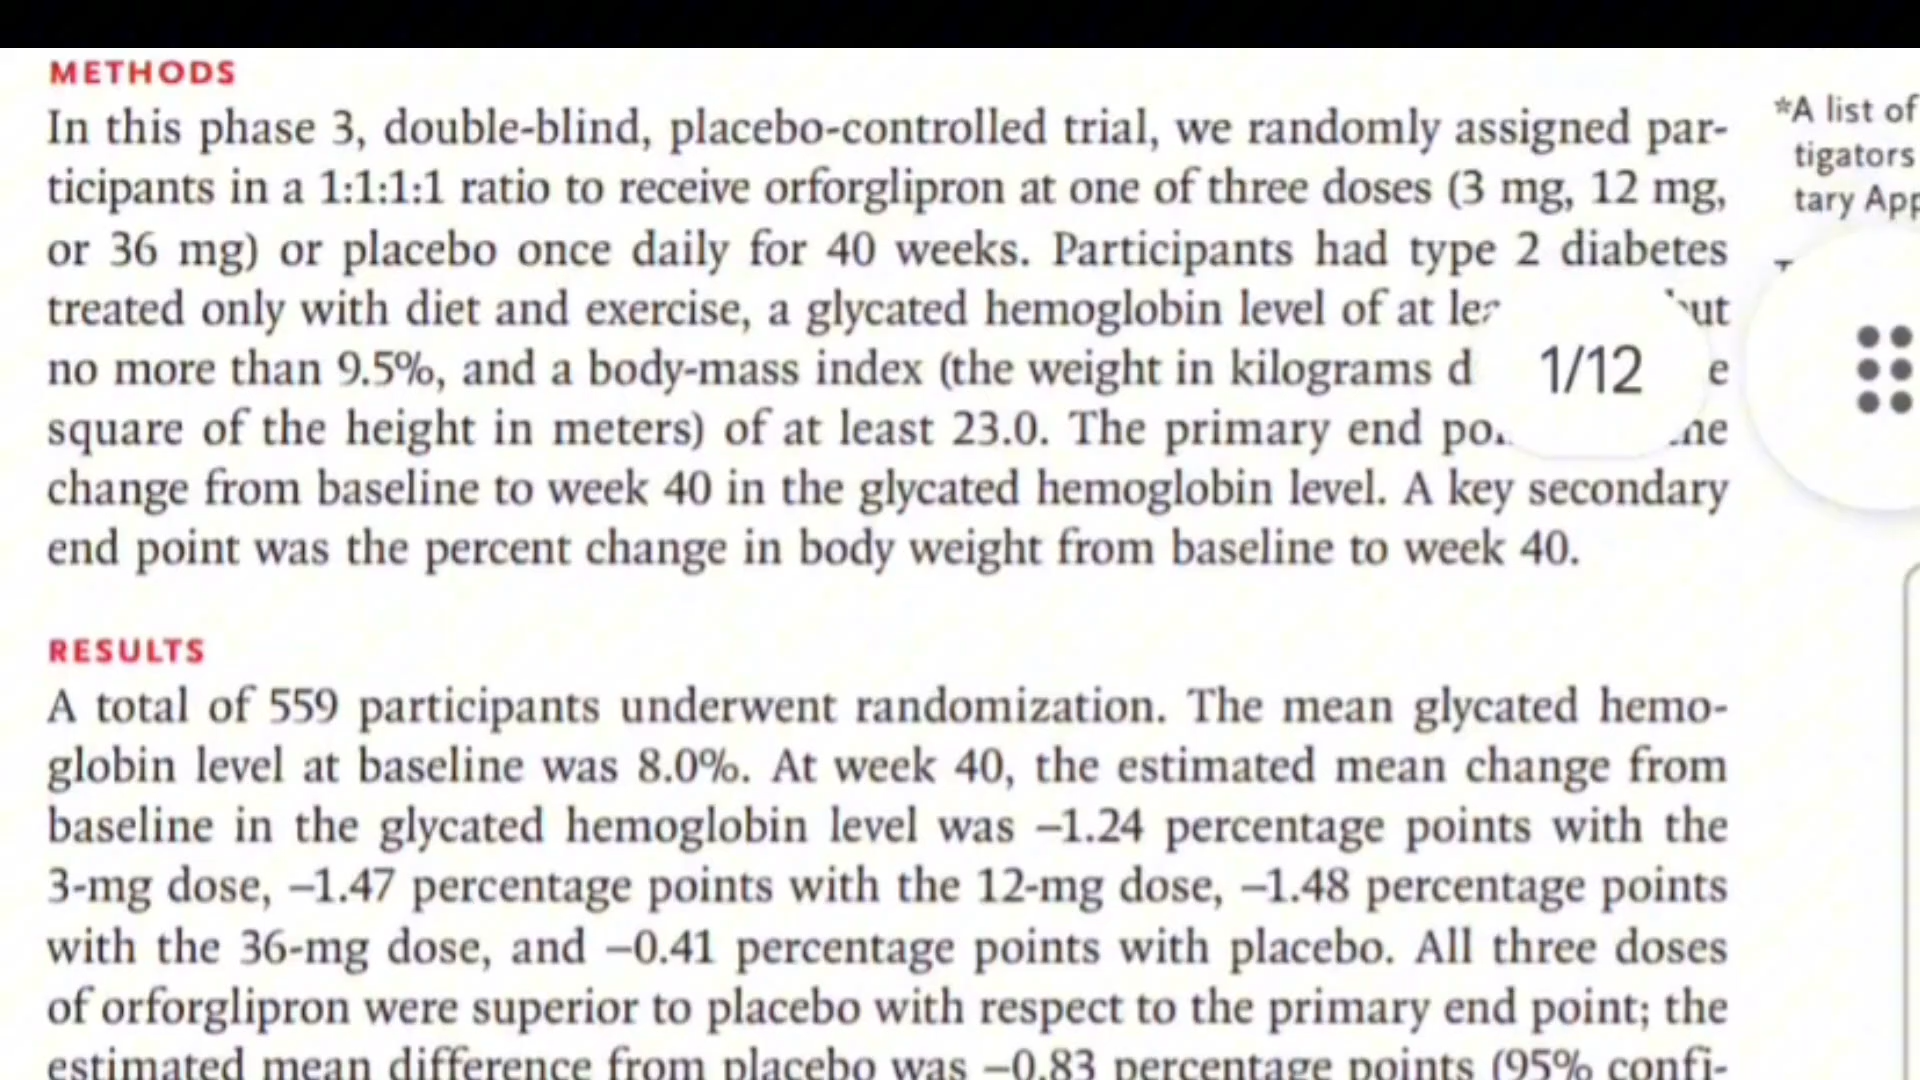 METHODS
In this phase 3, double-blind, placebo-controlled trial, we randomly assigned par-
ticipants in a 1:1:1:1 ratio to receive orforglipron at one of three doses (3 mg, 12 mg,
or 36 mg) or placebo once daily for 40 weeks. Participants had type 2 diabetes
treated only with diet and exercise, a glycated hemoglobin level of at
no more than 9.5%, and a body-mass index (the weight in kilograms
square of the height in meters) of at least 23.0. The primary end
change from baseline to week 40 in the glycated hemoglobin level. A key secondary
end point was the percent change in body weight from baseline to week 40.
RESULTS
A total of 559 participants underwent randomization. The mean glycated hemo-
globin level at baseline was 8.0%. At week 40, the estimated mean change from
baseline in the glycated hemoglobin level was –1.24 percentage points with the
3-mg dose, –1.47 percentage points with the 12-mg dose, –1.48 percentage points
with the 36-mg dose, and –0.41 percentage points with placebo. All three doses
of orforglipron were superior to placebo with respect to the primary end point; the
estimated mean difference from placebo was –0.83 percentage points (95% confi-
*A list of
tigators
tary App
1/12